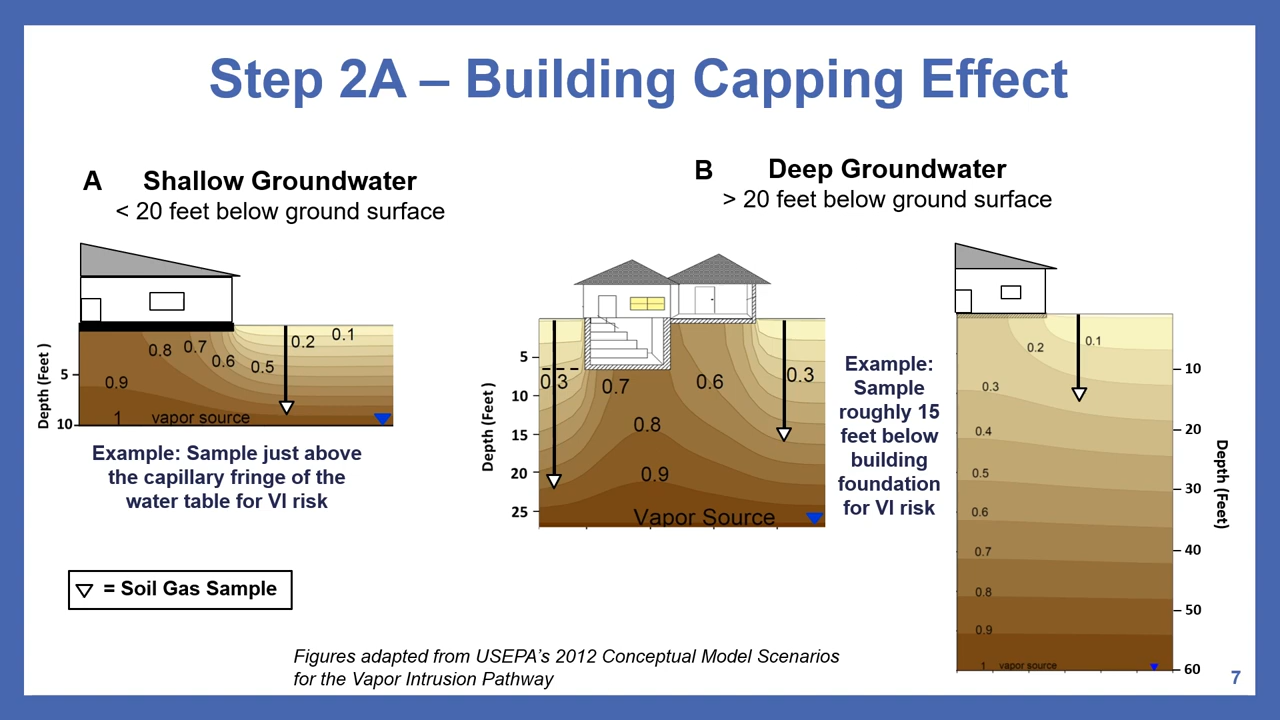 Step 2A – Building Capping Effect
A Shallow Groundwater
< 20 feet below ground surface
B Deep Groundwater
> 20 feet below ground surface
Depth (Feet )
5
10
0.8
0.7
0.6
0.5
0.2
0.1
0.9
1 vapor source
Example: Sample just above
the capillary fringe of the
water table for VI risk
Depth (Feet )
5
10
15
20
25
0.3
0.7
0.6
0.3
0.8
0.9
Vapor Source
Example:
Sample
roughly 15
feet below
building
foundation
for VI risk
0.2
0.1
0.3
0.4
0.5
0.6
0.7
0.8
0.9
1 vapor source
10
20
30
40
50
60
Depth (Feet)
= Soil Gas Sample
Figures adapted from USEPA’s 2012 Conceptual Model Scenarios
for the Vapor Intrusion Pathway
7